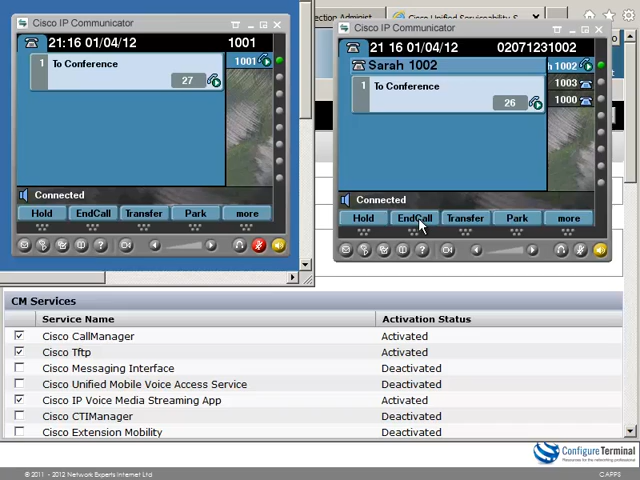 Cisco IP Communicator
21:16 01/04/12 1001
1 To Conference
27
1001
Connected
Hold EndCall Transfer Park more
Cisco IP Communicator
21 16 01/04/12 02071231002
Sarah 1002
h 1002
1 To Conference
26
1003
1000
Connected
Hold EndCall Transfer Park more
CM Services
Service Name Activation Status
Cisco CallManager Activated
Cisco Tftp Activated
Cisco Messaging Interface Deactivated
Cisco Unified Mobile Voice Access Service Deactivated
Cisco IP Voice Media Streaming App Activated
Cisco CTIManager Deactivated
Cisco Extension Mobility Deactivated
ConfigureTerminal
© 2011 - 2012 Network Experts Internet Ltd CAPPS